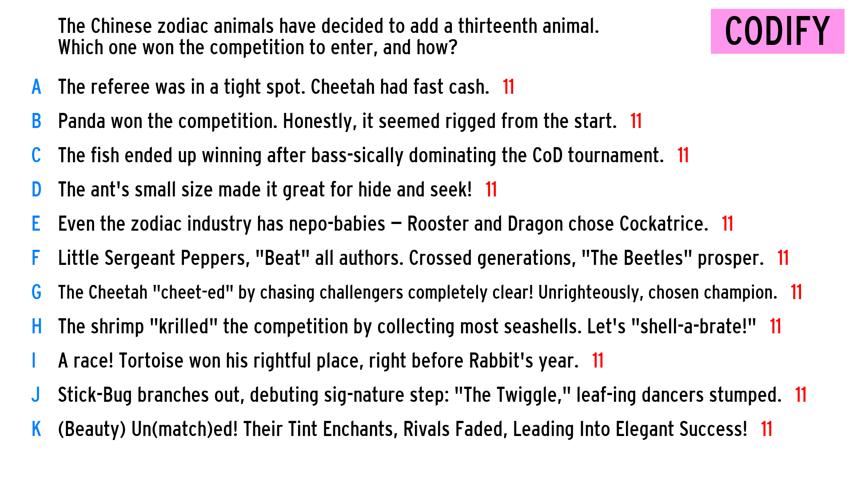 The Chinese zodiac animals have decided to add a thirteenth animal.
Which one won the competition to enter, and how?
CODIFY
A The referee was in a tight spot. Cheetah had fast cash. 11
B Panda won the competition. Honestly, it seemed rigged from the start. 11
C The fish ended up winning after bass-sically dominating the CoD tournament. 11
D The ant's small size made it great for hide and seek! 11
E Even the zodiac industry has nepo-babies – Rooster and Dragon chose Cockatrice. 11
F Little Sergeant Peppers, "Beat" all authors. Crossed generations, "The Beetles" prosper. 11
G The Cheetah "cheet-ed" by chasing challengers completely clear! Unrighteously, chosen champion. 11
H The shrimp "krilled" the competition by collecting most seashells. Let's "shell-a-brate!" 11
I A race! Tortoise won his rightful place, right before Rabbit's year. 11
J Stick-Bug branches out, debuting sig-nature step: "The Twiggle," leaf-ing dancers stumped. 11
K (Beauty) Un(match)ed! Their Tint Enchants, Rivals Faded, Leading Into Elegant Success! 11